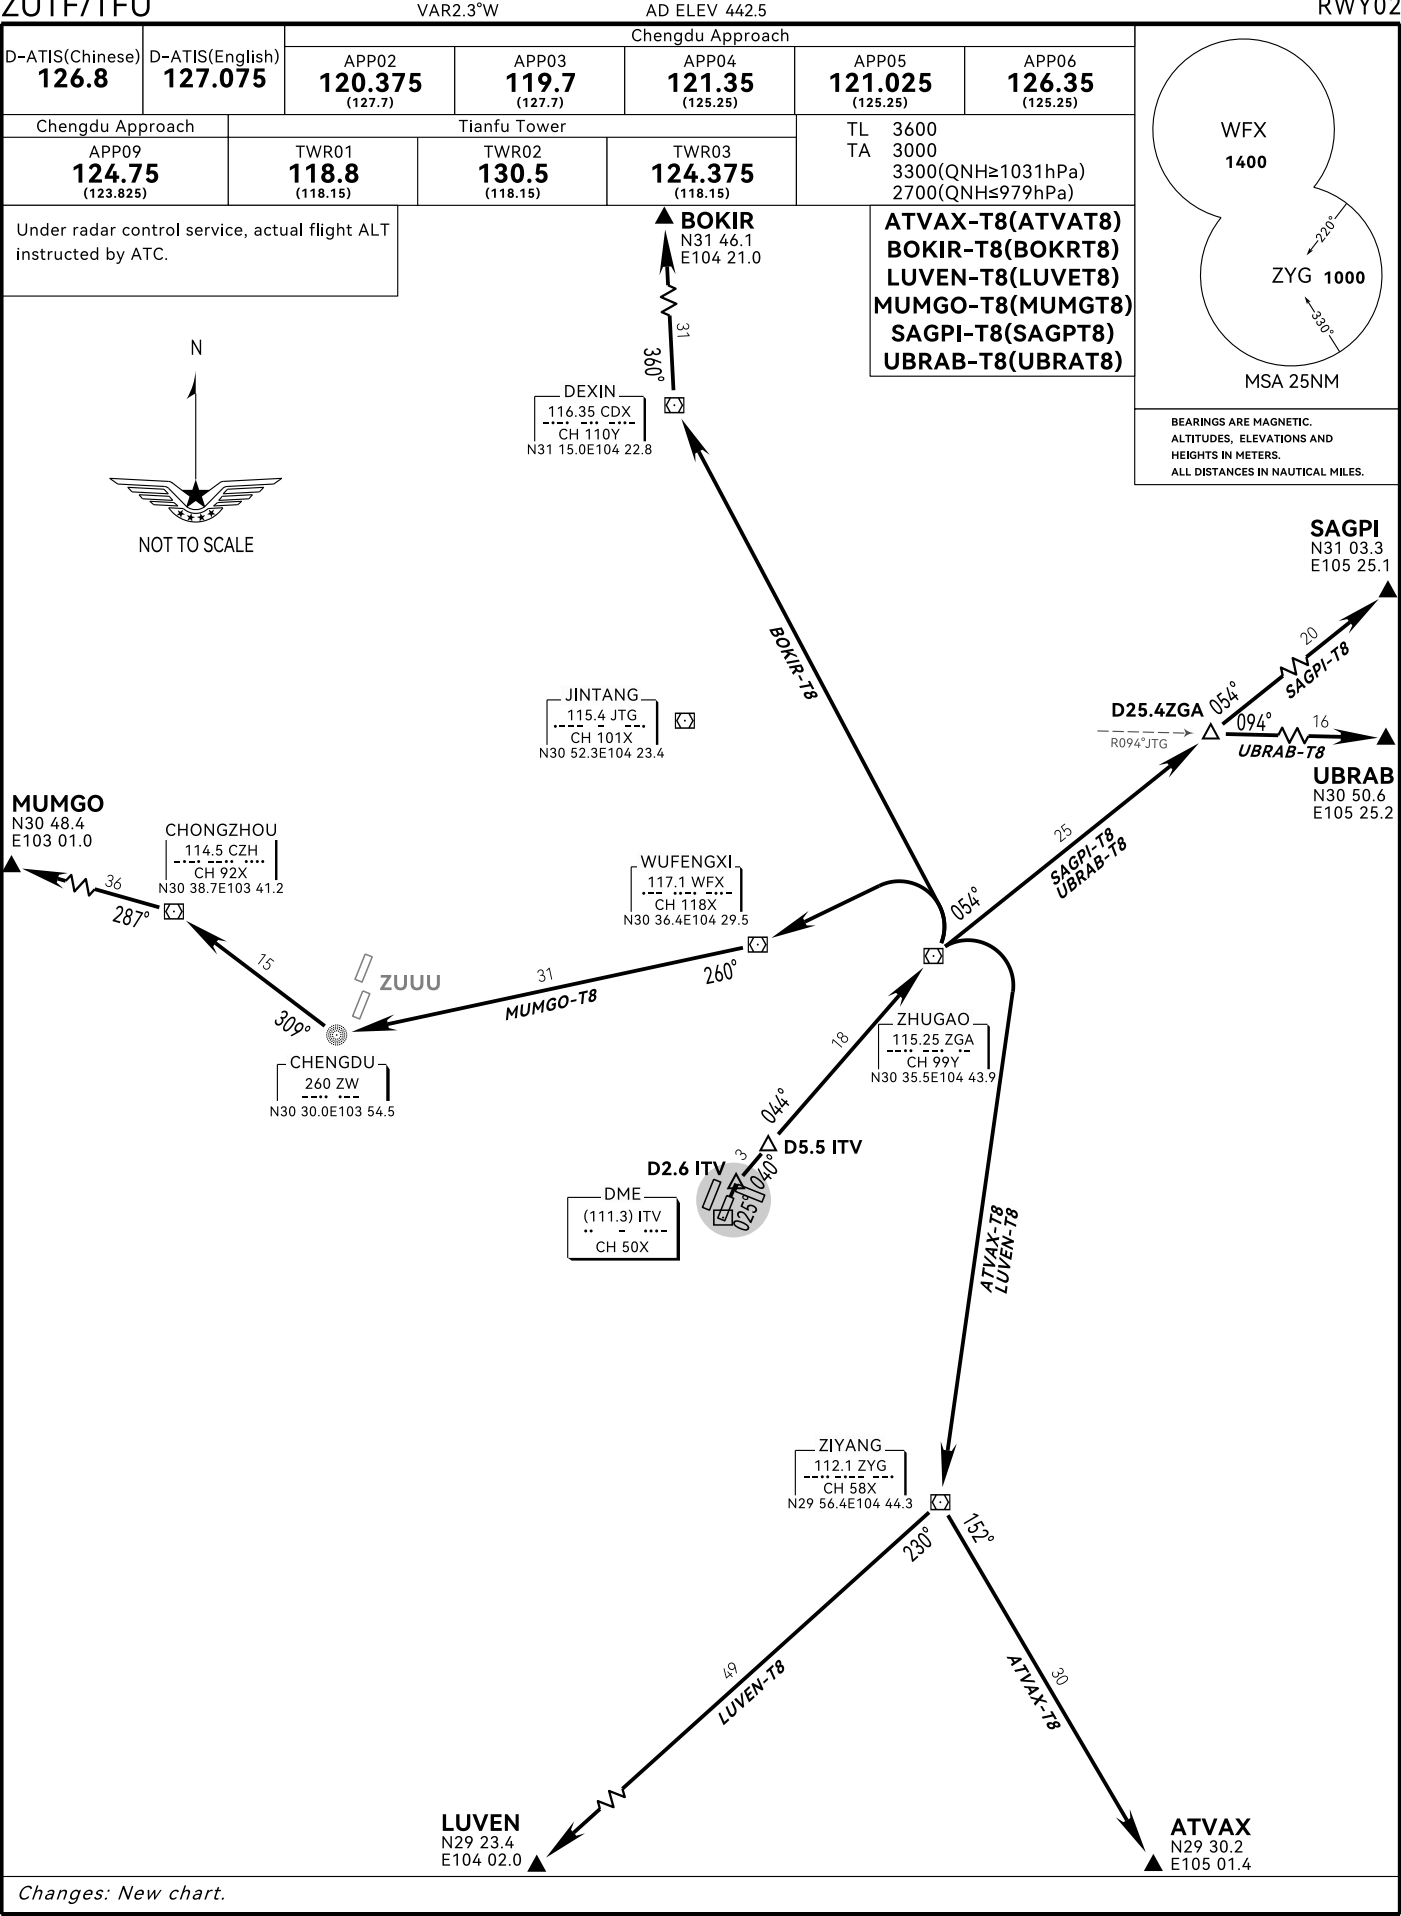 ZUTF/TFU
VAR2.3°W
AD ELEV 442.5
RWY02
D-ATIS(Chinese)
126.8
D-ATIS(English)
127.075
Chengdu Approach
APP02
120.375
(127.7)
APP03
119.7
(127.7)
APP04
121.35
(125.25)
APP05
121.025
(125.25)
APP06
126.35
(125.25)
Chengdu Approach
APP09
124.75
(123.825)
Tianfu Tower
TWR01
118.8
(118.15)
TWR02
130.5
(118.15)
TWR03
124.375
(118.15)
TL 3600
TA 3000
3300(QNH≥1031hPa)
2700(QNH≤979hPa)
WFX
1400
220°
ZYG 1000
330°
MSA 25NM
BEARINGS ARE MAGNETIC.
ALTITUDES, ELEVATIONS AND
HEIGHTS IN METERS.
ALL DISTANCES IN NAUTICAL MILES.
Under radar control service, actual flight ALT
instructed by ATC.
ATVAX-T8(ATVAT8)
BOKIR-T8(BOKRT8)
LUVEN-T8(LUVET8)
MUMGO-T8(MUMGT8)
SAGPI-T8(SAGPT8)
UBRAB-T8(UBRAT8)
BOKIR
N31 46.1
E104 21.0
31
360°
N
NOT TO SCALE
DEXIN
116.35 CDX
CH 110Y
N31 15.0E104 22.8
BOKIR-T8
SAGPI
N31 03.3
E105 25.1
20
SAGPI-T8
054°
D25.4ZGA
R094°JTG
094°
16
UBRAB-T8
UBRAB
N30 50.6
E105 25.2
JINTANG
115.4 JTG
CH 101X
N30 52.3E104 23.4
MUMGO
N30 48.4
E103 01.0
36
287°
CHONGZHOU
114.5 CZH
CH 92X
N30 38.7E103 41.2
15
309°
ZUUU
CHENGDU
260 ZW
N30 30.0E103 54.5
31
MUMGO-T8
260°
WUFENGXI
117.1 WFX
CH 118X
N30 36.4E104 29.5
25
SAGPI-T8
UBRAB-T8
054°
ZHUGAO
115.25 ZGA
CH 99Y
N30 35.5E104 43.9
18
044°
D5.5 ITV
3
040°
D2.6 ITV
025°
DME
(111.3) ITV
CH 50X
ATVAX-T8
LUVEN-T8
ZIYANG
112.1 ZYG
CH 58X
N29 56.4E104 44.3
230°
152°
49
LUVEN-T8
30
ATVAX-T8
LUVEN
N29 23.4
E104 02.0
ATVAX
N29 30.2
E105 01.4
Changes: New chart.